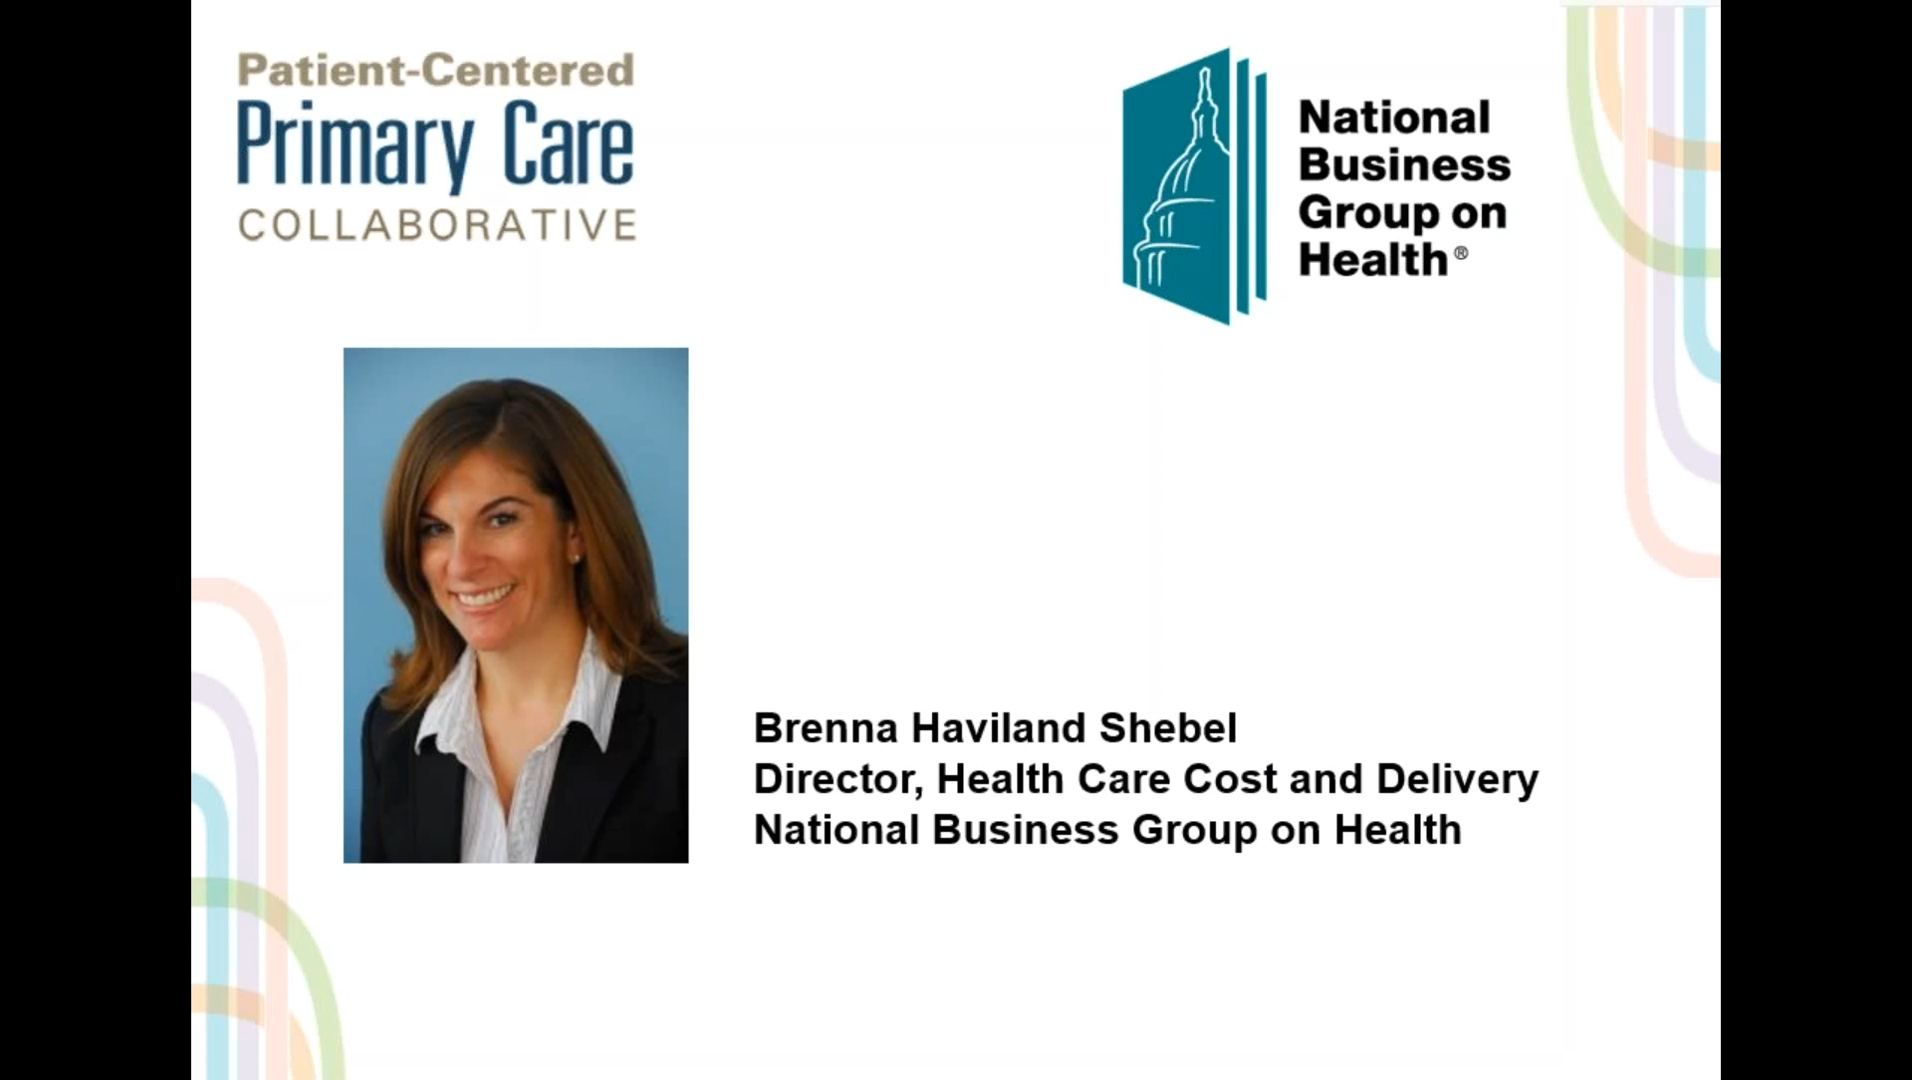 Patient-Centered
Primary Care
COLLABORATIVE
National
Business
Group on
Health®
Brenna Haviland Shebel
Director, Health Care Cost and Delivery
National Business Group on Health